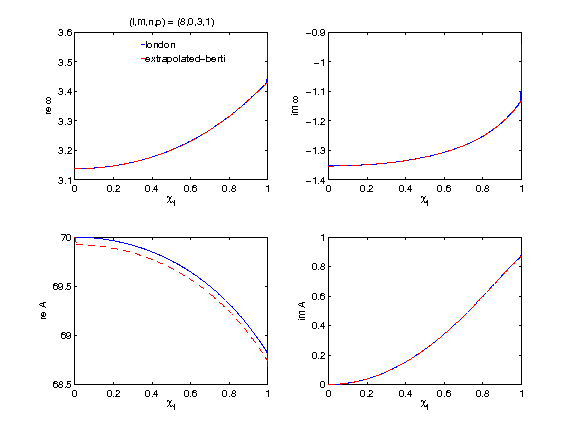 (l,m,n,p) = (8,0,3,1)
london
extrapolated−berti
re ω
3.6
3.5
3.4
3.3
3.2
3.1
0 0.2 0.4 0.6 0.8 1
χf
im ω
−0.9
−1
−1.1
−1.2
−1.3
−1.4
0 0.2 0.4 0.6 0.8 1
χf
re A
70
69.5
69
68.5
0 0.2 0.4 0.6 0.8 1
χf
im A
1
0.8
0.6
0.4
0.2
0
0 0.2 0.4 0.6 0.8 1
χf